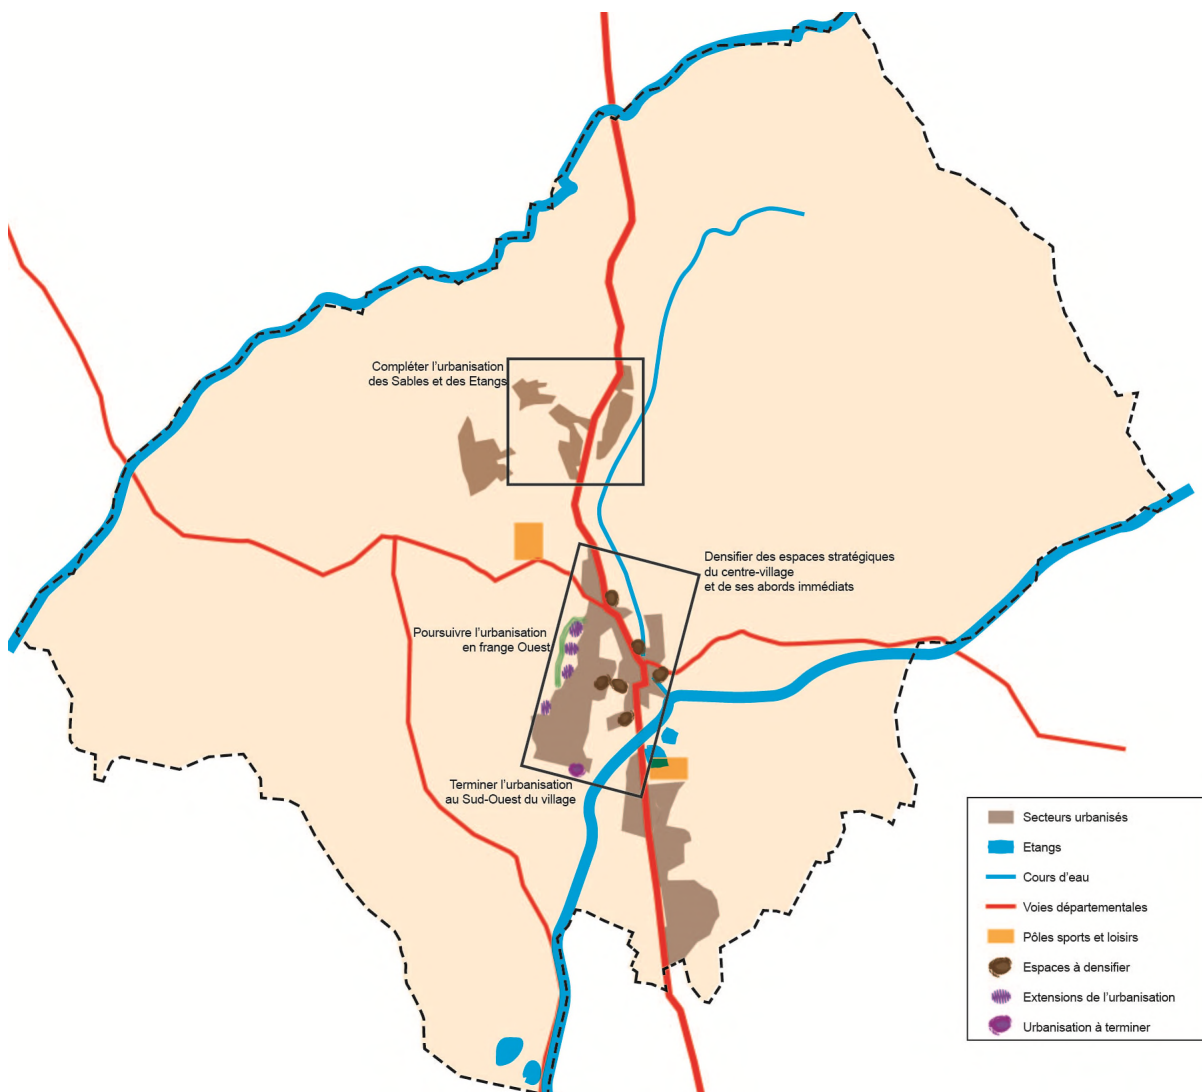 Compléter l'urbanisation
des Sables et des Etangs
Densifier des espaces stratégiques
du centre-village
et de ses abords immédiats
Poursuivre l'urbanisation
en frange Ouest
Terminer l'urbanisation
au Sud-Ouest du village
Secteurs urbanisés
Etangs
Cours d'eau
Voies départementales
Pôles sports et loisirs
Espaces à densifier
Extensions de l'urbanisation
Urbanisation à terminer